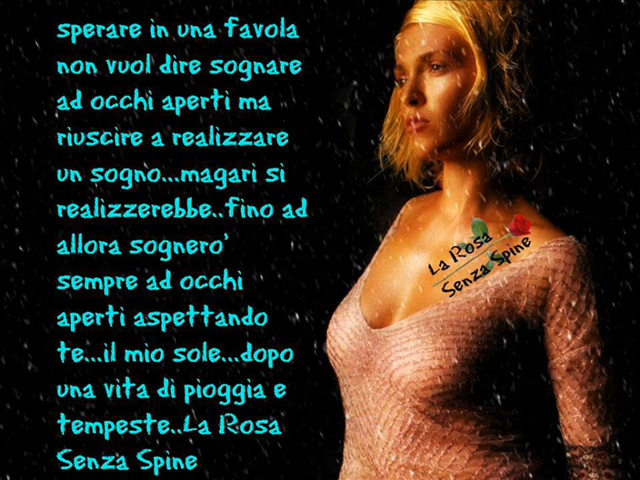 sperare in una favola
non vuol dire sognare
ad occhi aperti ma
riuscire a realizzare
un sogno...magari si
realizzerebbe..fino ad
allora sognero'
sempre ad occhi
aperti aspettando
te...il mio sole...dopo
una vita di pioggia e
tempeste..La Rosa
Senza Spine
La Rosa
Senza Spine